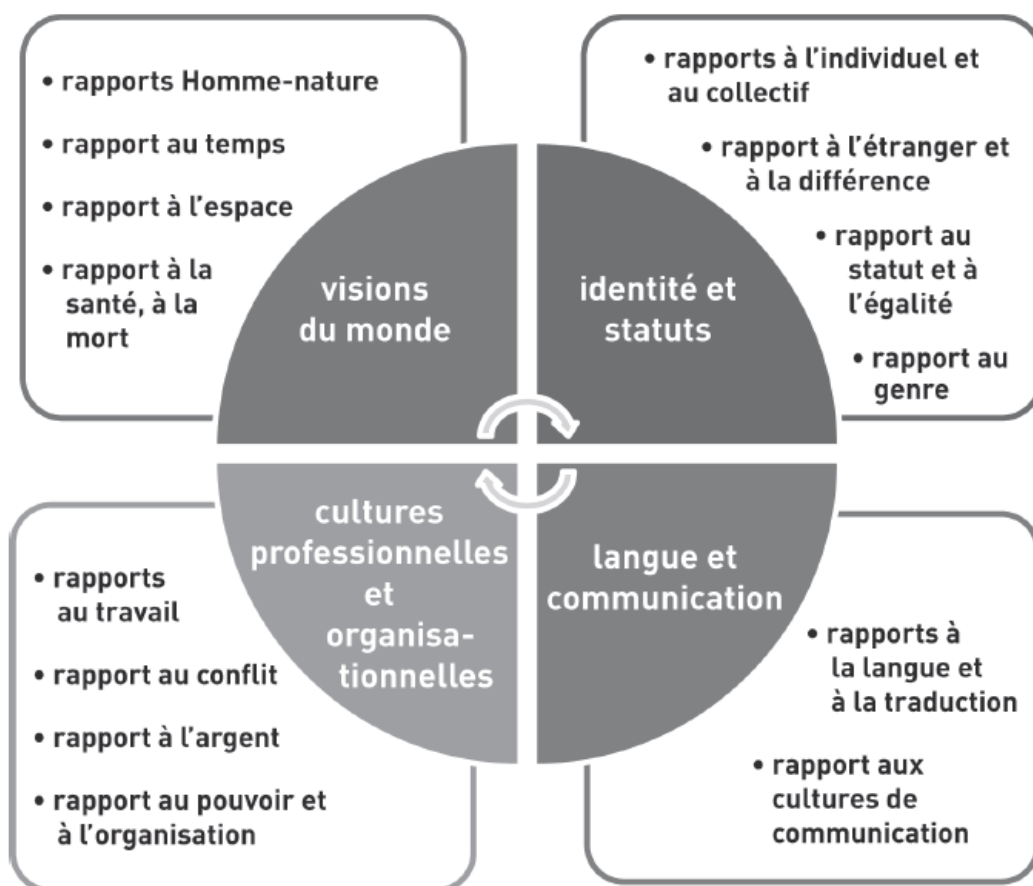 • rapports Homme-nature
• rapport au temps
• rapport à l'espace
• rapport à la
santé, à la
mort
• rapports à l'individuel et
au collectif
• rapport à l'étranger et
à la différence
• rapport au
statut et à
l'égalité
• rapport au
genre
visions
du monde
identité et
statuts
cultures
professionnelles
et
organisa-
tionnelles
langue et
communication
• rapports
au travail
• rapport au conflit
• rapport à l'argent
• rapport au pouvoir et
à l'organisation
• rapports à
la langue et
à la traduction
• rapport aux
cultures de
communication